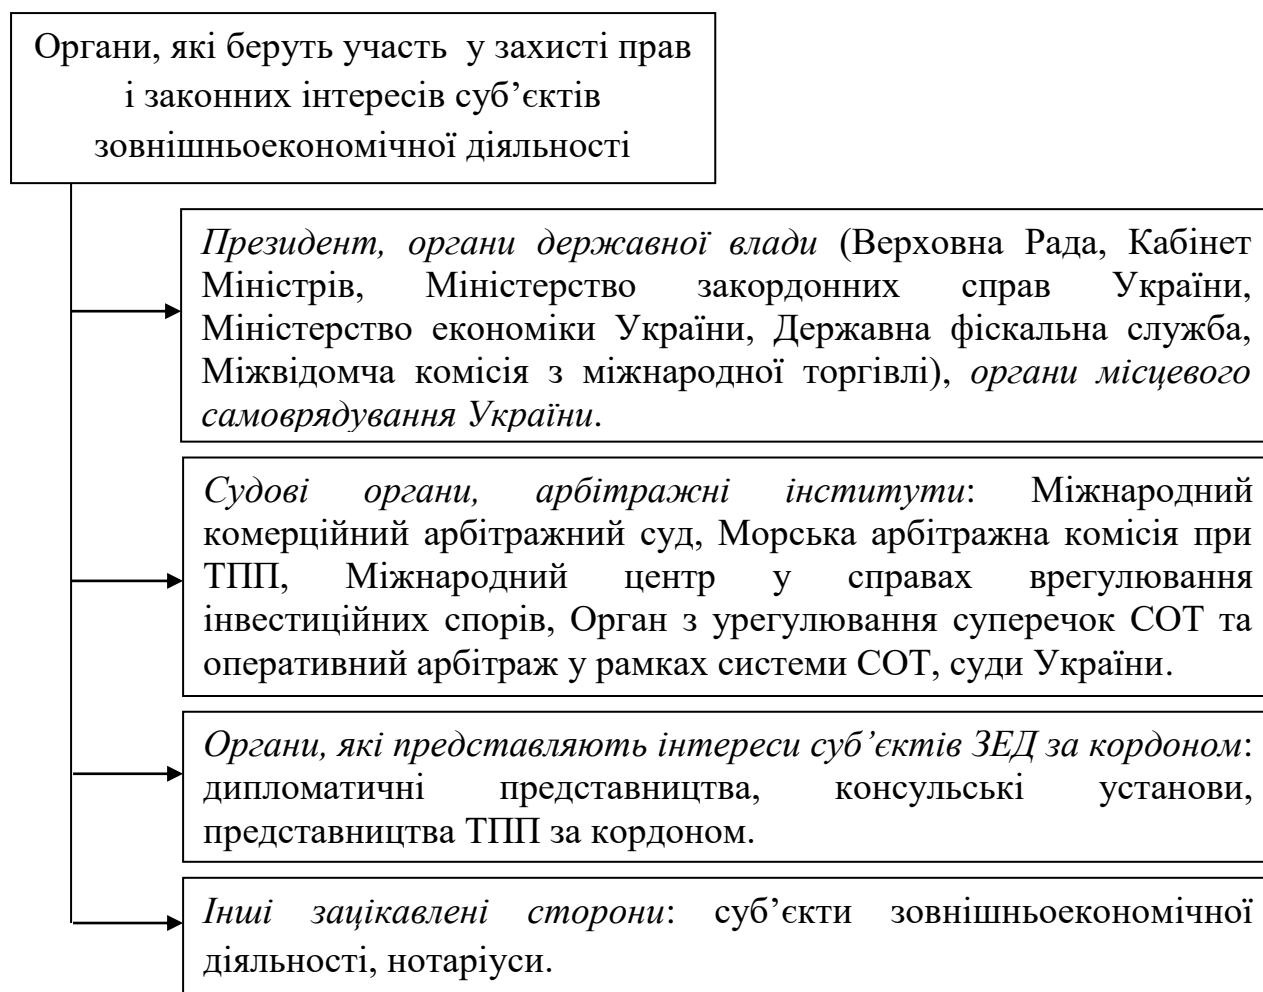 Органи, які беруть участь у захисті прав
і законних інтересів суб’єктів
зовнішньоекономічної діяльності
Президент, органи державної влади (Верховна Рада, Кабінет
Міністрів, Міністерство закордонних справ України,
Міністерство економіки України, Державна фіскальна служба,
Міжвідомча комісія з міжнародної торгівлі), органи місцевого
самоврядування України.
Судові органи, арбітражні інститути: Міжнародний
комерційний арбітражний суд, Морська арбітражна комісія при
ТПП, Міжнародний центр у справах врегулювання
інвестиційних спорів, Орган з урегулювання суперечок СОТ та
оперативний арбітраж у рамках системи СОТ, суди України.
Органи, які представляють інтереси суб’єктів ЗЕД за кордоном:
дипломатичні представництва, консульські установи,
представництва ТПП за кордоном.
Інші зацікавлені сторони: суб’єкти зовнішньоекономічної
діяльності, нотаріуси.